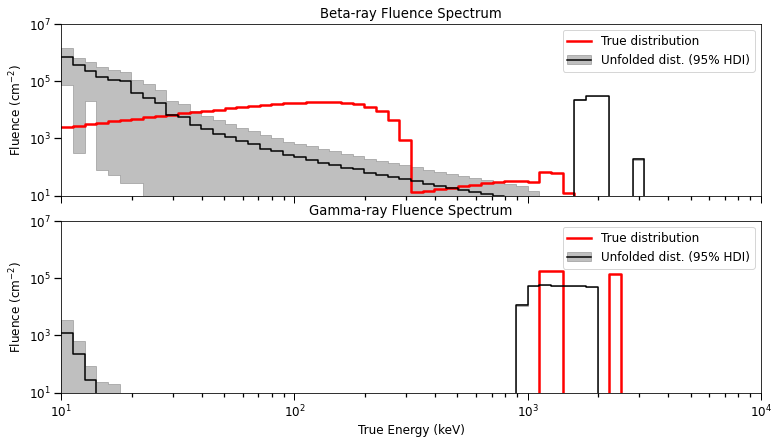 Beta-ray Fluence Spectrum
10^7
10^5
10^3
10^1
Fluence (cm^−2)
True distribution
Unfolded dist. (95% HDI)
Gamma-ray Fluence Spectrum
10^7
10^5
10^3
10^1
Fluence (cm^−2)
True distribution
Unfolded dist. (95% HDI)
10^1 10^2 10^3 10^4
True Energy (keV)